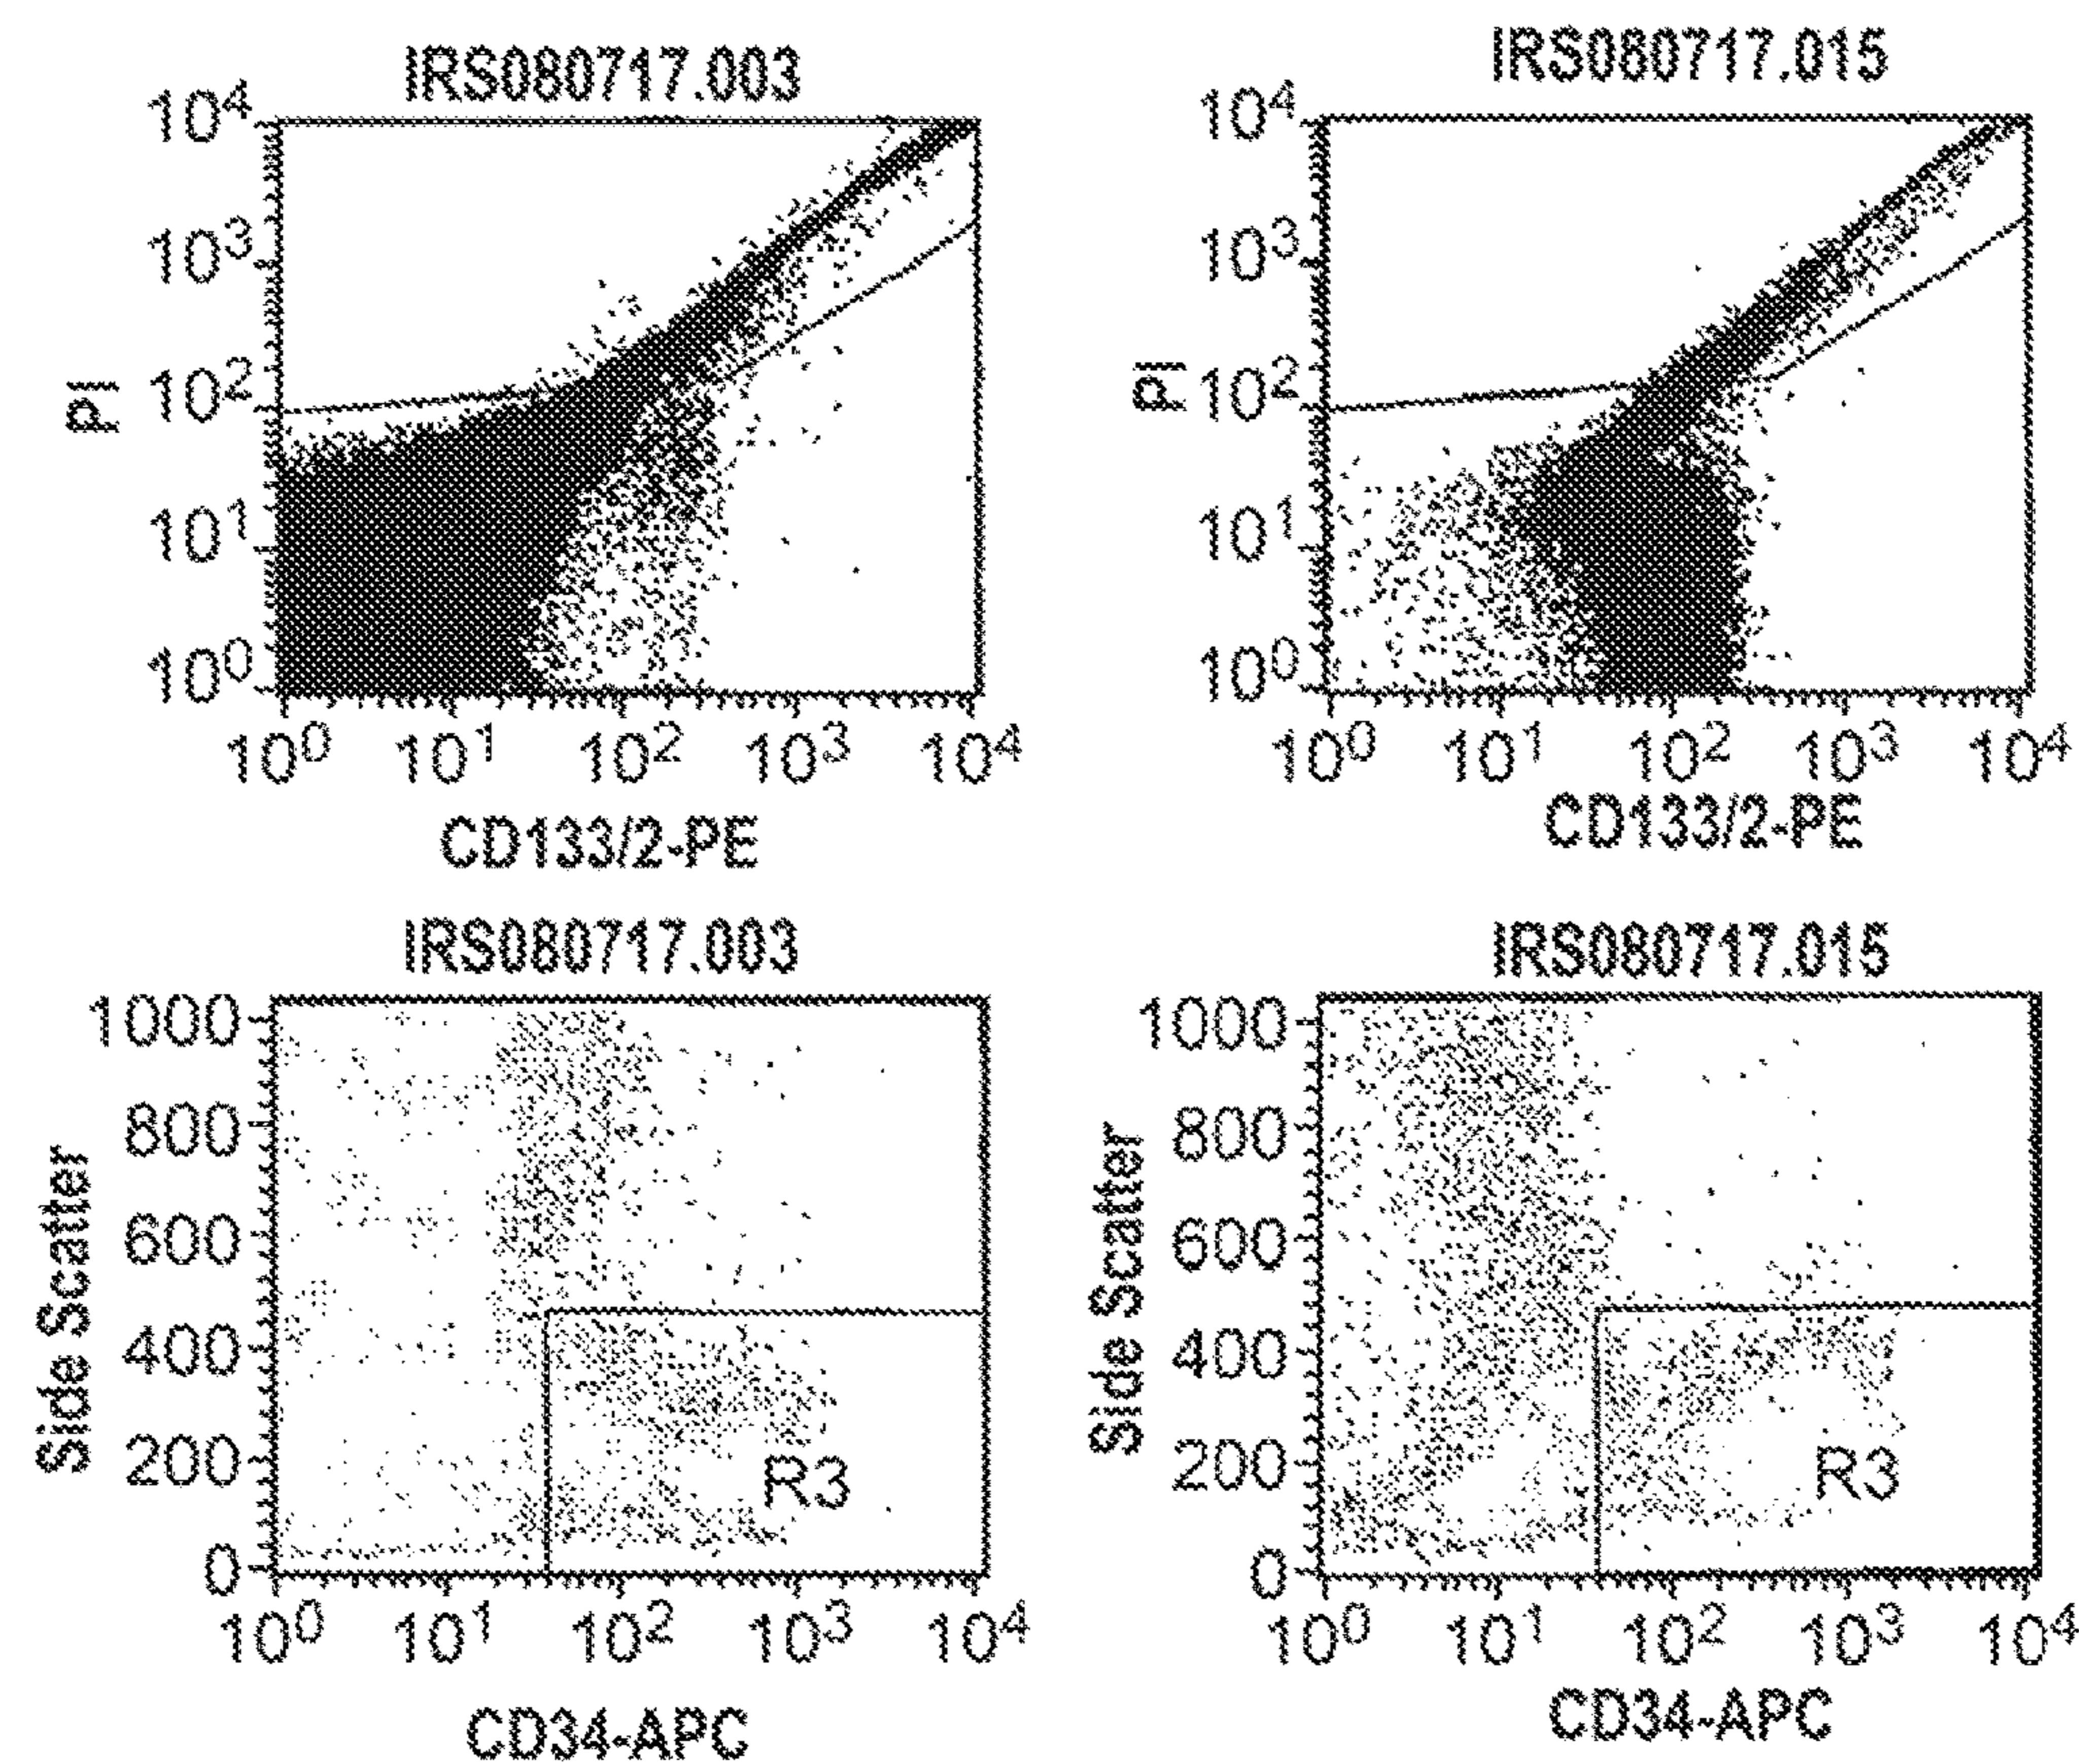 IRS080717.003
10⁴
10³
10²
10¹
10⁰
PI
10⁰ 10¹ 10² 10³ 10⁴
CD133/2-PE
IRS080717.015
10⁴
10³
10²
10¹
10⁰
PI
10⁰ 10¹ 10² 10³ 10⁴
CD133/2-PE
IRS080717.003
1000
800
600
400
200
0
Side Scatter
R3
10⁰ 10¹ 10² 10³ 10⁴
CD34-APC
IRS080717.015
1000
800
600
400
200
0
Side Scatter
R3
10⁰ 10¹ 10² 10³ 10⁴
CD34-APC